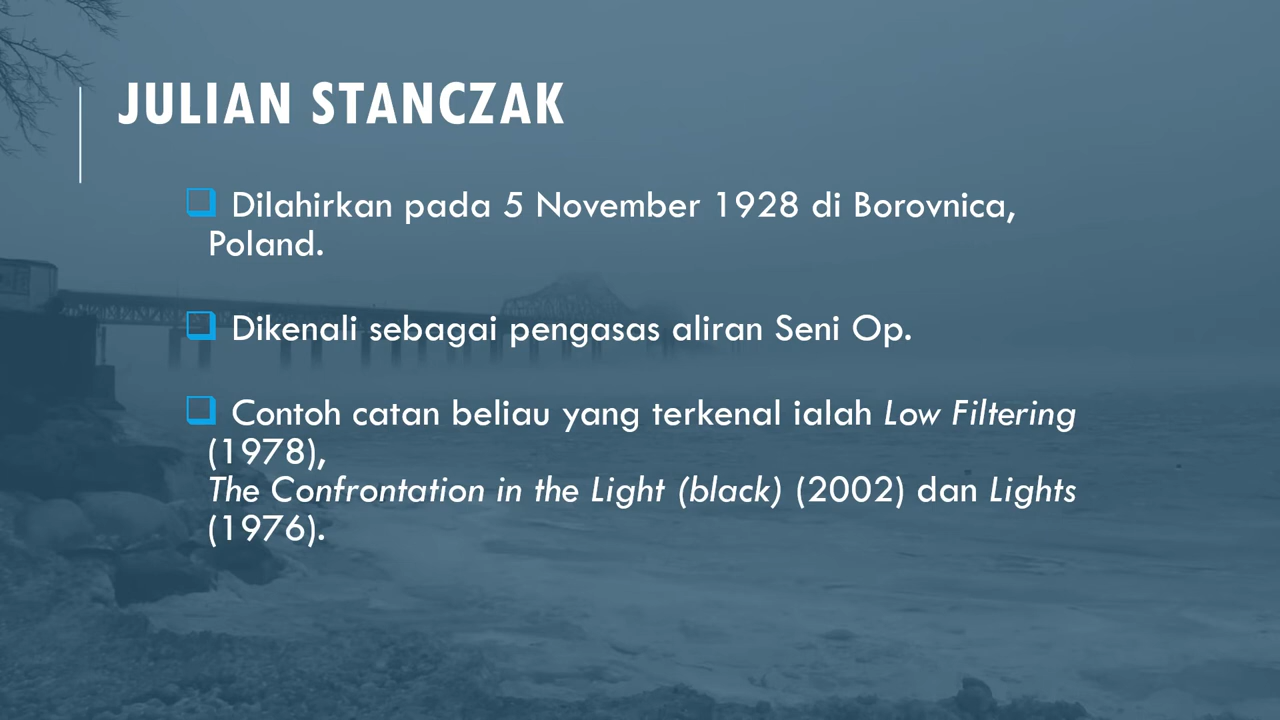 JULIAN STANCZAK
Dilahirkan pada 5 November 1928 di Borovnica,
Poland.
Dikenali sebagai pengasas aliran Seni Op.
Contoh catan beliau yang terkenal ialah Low Filtering
(1978),
The Confrontation in the Light (black) (2002) dan Lights
(1976).